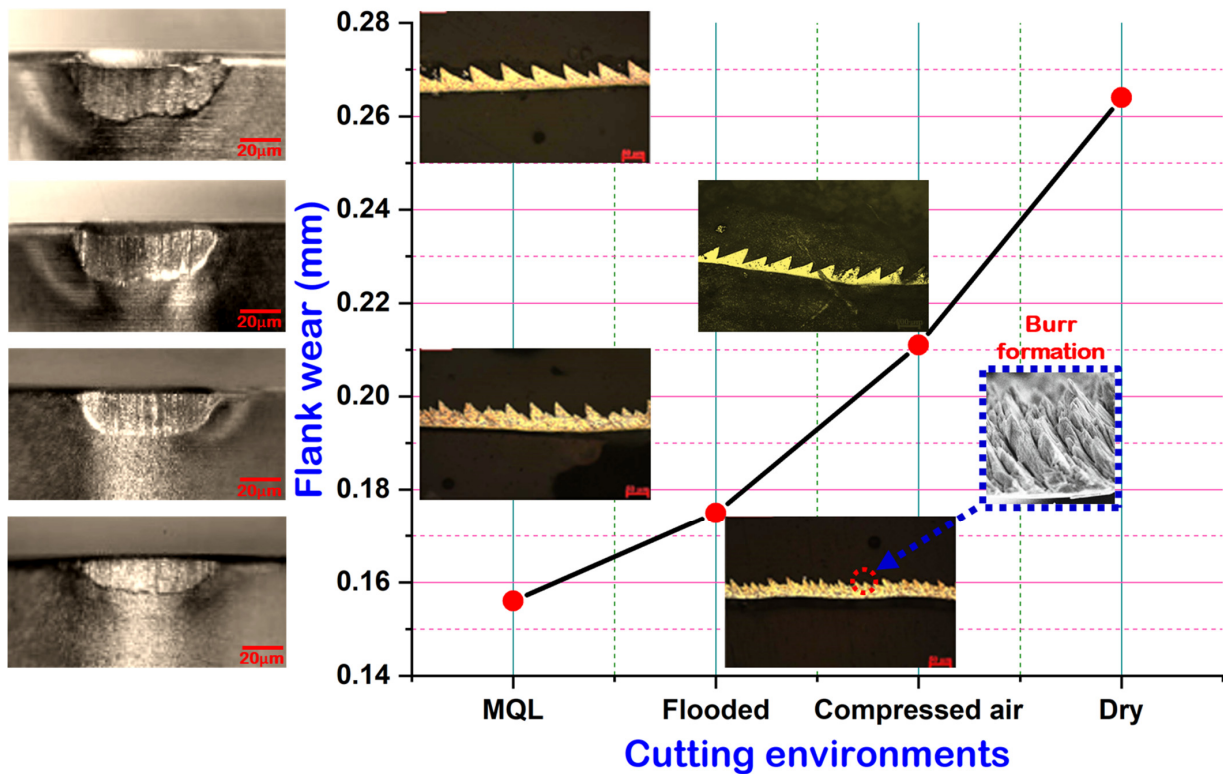 20μm
20μm
20μm
20μm
Flank wear (mm)
0.28
0.26
0.24
0.22
0.20
0.18
0.16
0.14
Burr
formation
MQL
Flooded
Compressed air
Dry
Cutting environments